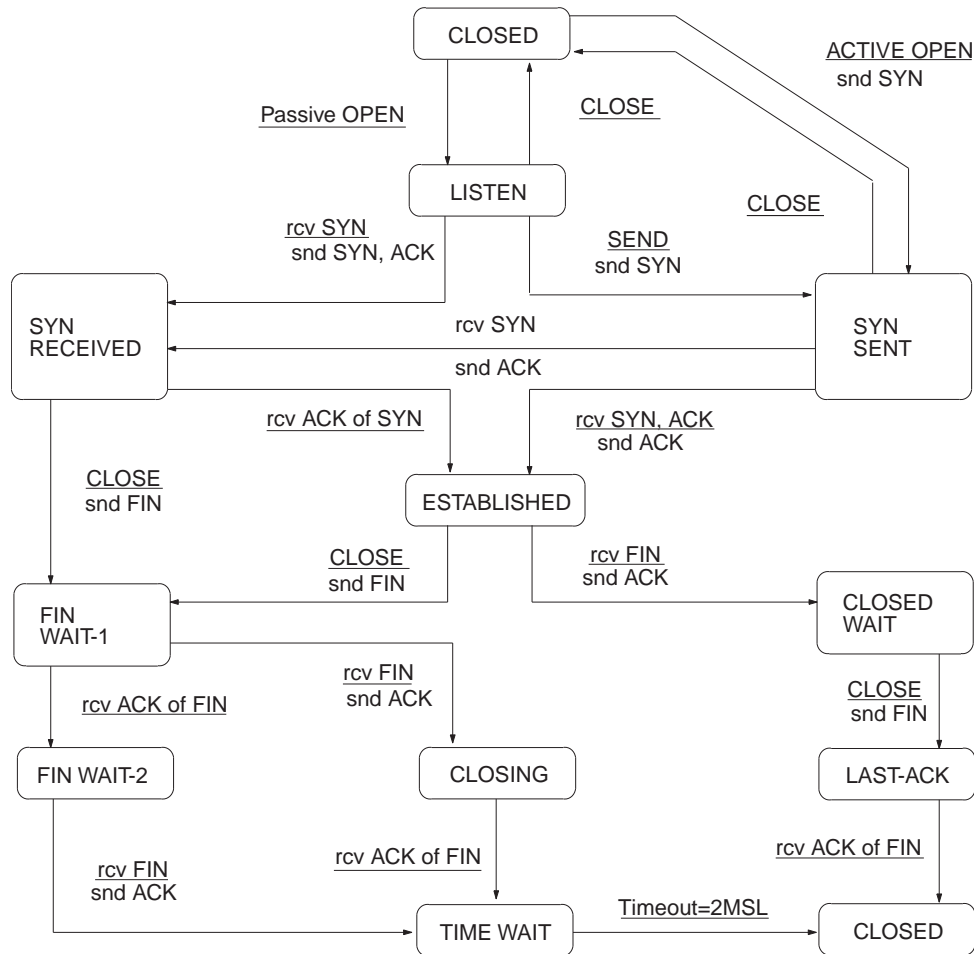 CLOSED
ACTIVE OPEN
snd SYN
Passive OPEN
CLOSE
LISTEN
CLOSE
rcv SYN
snd SYN, ACK
SEND
snd SYN
SYN
RECEIVED
rcv SYN
snd ACK
SYN
SENT
rcv ACK of SYN
rcv SYN, ACK
snd ACK
CLOSE
snd FIN
ESTABLISHED
CLOSE
snd FIN
rcv FIN
snd ACK
FIN
WAIT-1
CLOSED
WAIT
rcv ACK of FIN
rcv FIN
snd ACK
CLOSE
snd FIN
FIN WAIT-2
CLOSING
LAST-ACK
rcv FIN
snd ACK
rcv ACK of FIN
rcv ACK of FIN
TIME WAIT
Timeout=2MSL
CLOSED